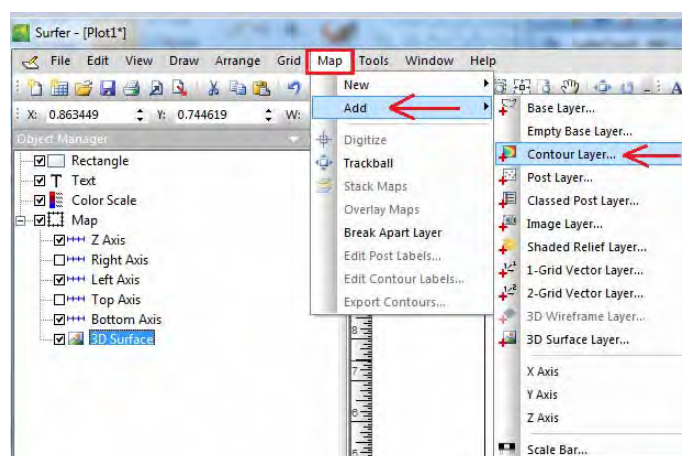 Surfer - [Plot1*]
File Edit View Draw Arrange Grid Map Tools Window Help
X: 0.863449 Y: 0.744619 W:
Object Manager
Rectangle
T Text
Color Scale
Map
Z Axis
Right Axis
Left Axis
Top Axis
Bottom Axis
3D Surface
New
Add
Digitize
Trackball
Stack Maps
Overlay Maps
Break Apart Layer
Edit Post Labels...
Edit Contour Labels...
Export Contours...
Base Layer...
Empty Base Layer...
Contour Layer...
Post Layer...
Classed Post Layer...
Image Layer...
Shaded Relief Layer...
1-Grid Vector Layer...
2-Grid Vector Layer...
3D Wireframe Layer...
3D Surface Layer...
X Axis
Y Axis
Z Axis
Scale Bar...
8
7
6
5